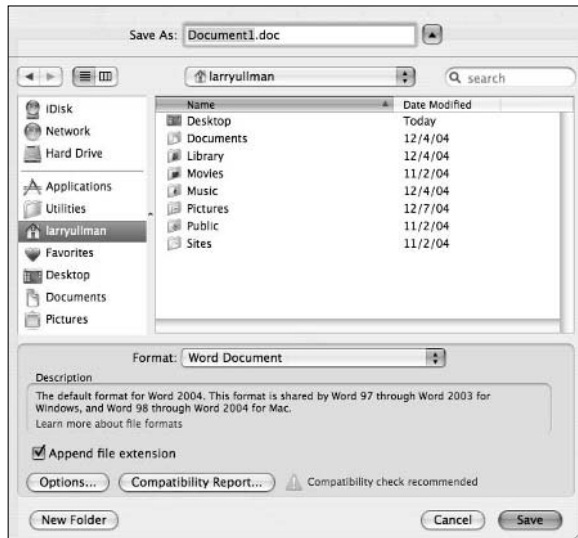 Save As: Document1.doc
larryullman
search
iDisk
Network
Hard Drive
Applications
Utilities
larryullman
Favorites
Desktop
Documents
Pictures
Name Date Modified
Desktop Today
Documents 12/4/04
Library 12/4/04
Movies 11/2/04
Music 12/4/04
Pictures 12/7/04
Public 11/2/04
Sites 11/2/04
Format: Word Document
Description
The default format for Word 2004. This format is shared by Word 97 through Word 2003 for
Windows, and Word 98 through Word 2004 for Mac.
Learn more about file formats
Append file extension
Options... Compatibility Report... Compatibility check recommended
New Folder Cancel Save